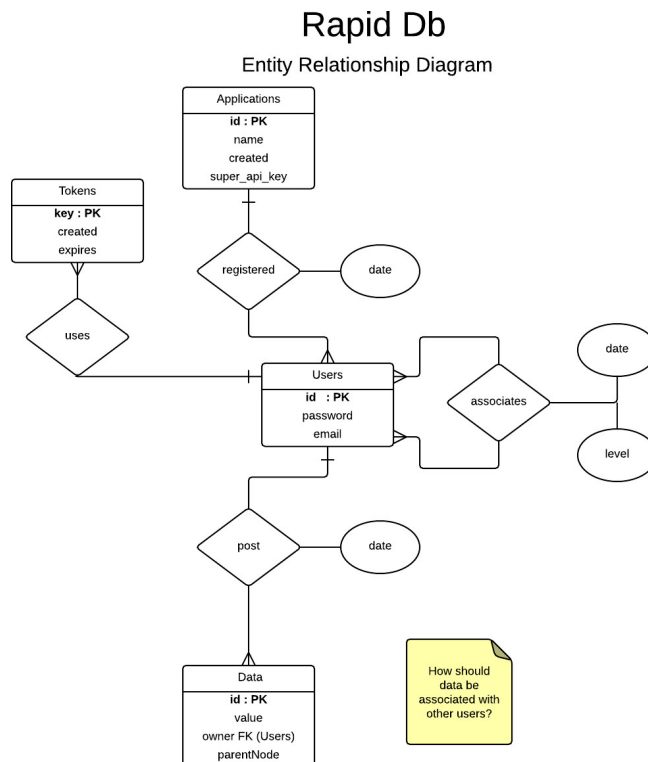 Rapid Db
Entity Relationship Diagram
Applications
id : PK
name
created
super_api_key
Tokens
key : PK
created
expires
registered
date
uses
Users
id : PK
password
email
associates
date
level
post
date
Data
id : PK
value
owner FK (Users)
parentNode
How should
data be
associated with
other users?